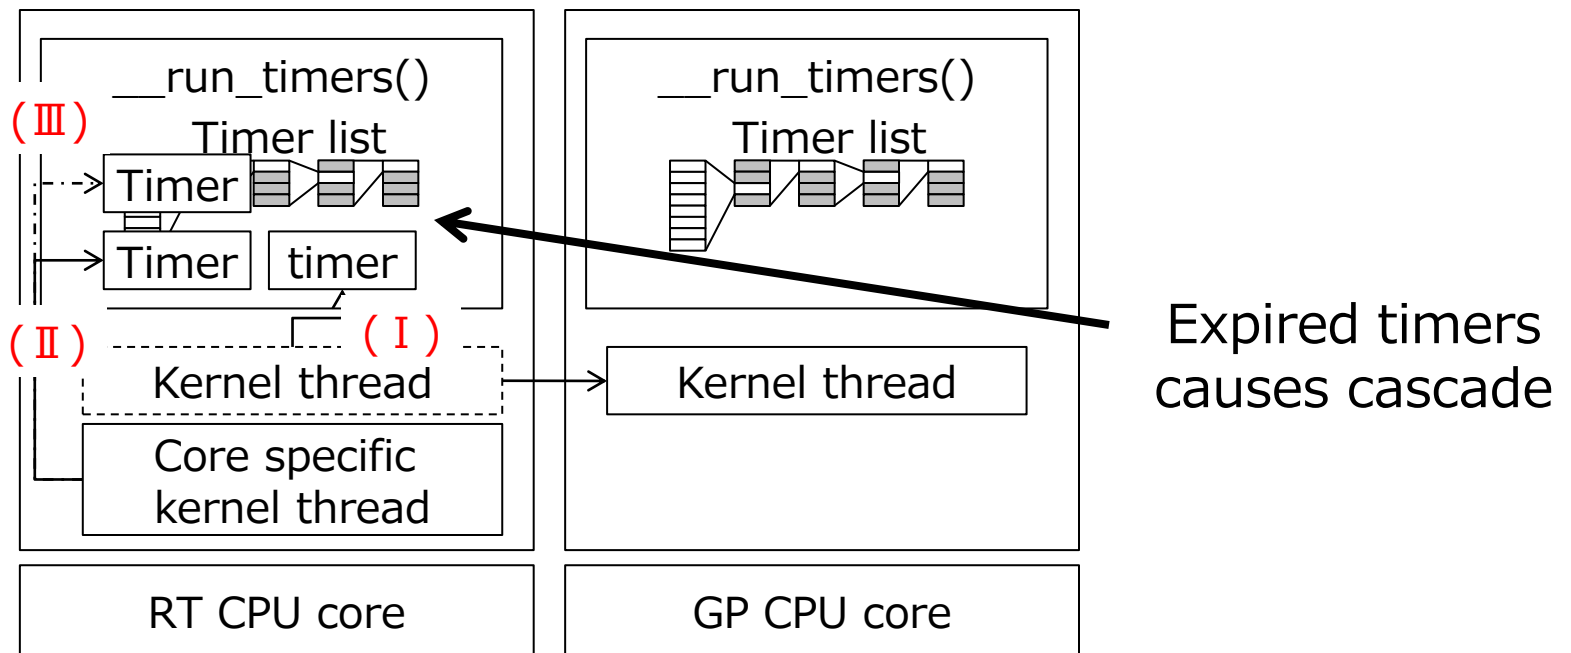 __run_timers()
Timer list
(Ⅲ)
Timer
Timer
timer
(Ⅱ)
(Ⅰ)
Kernel thread
Core specific
kernel thread
RT CPU core
__run_timers()
Timer list
Kernel thread
GP CPU core
Expired timers
causes cascade